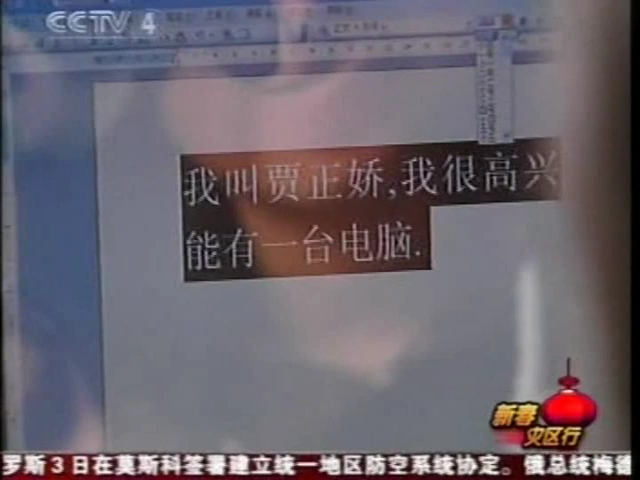 CCTV 4
我叫贾正娇,我很高兴
能有一台电脑.
新春
灾区行
罗斯3日在莫斯科签署建立统一地区防空系统协定。俄总统梅德